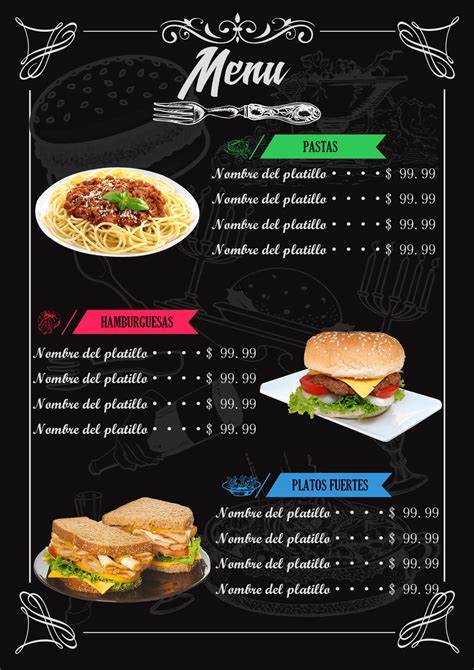 Menu
PASTAS
Nombre del platillo • • • • $ 99.99
Nombre del platillo • • • • $ 99.99
Nombre del platillo • • • • $ 99.99
Nombre del platillo • • • • $ 99.99
HAMBURGUESAS
Nombre del platillo • • • • $ 99.99
Nombre del platillo • • • • $ 99.99
Nombre del platillo • • • • $ 99.99
Nombre del platillo • • • • $ 99.99
PLATOS FUERTES
Nombre del platillo • • • • $ 99.99
Nombre del platillo • • • • $ 99.99
Nombre del platillo • • • • $ 99.99
Nombre del platillo • • • • $ 99.99